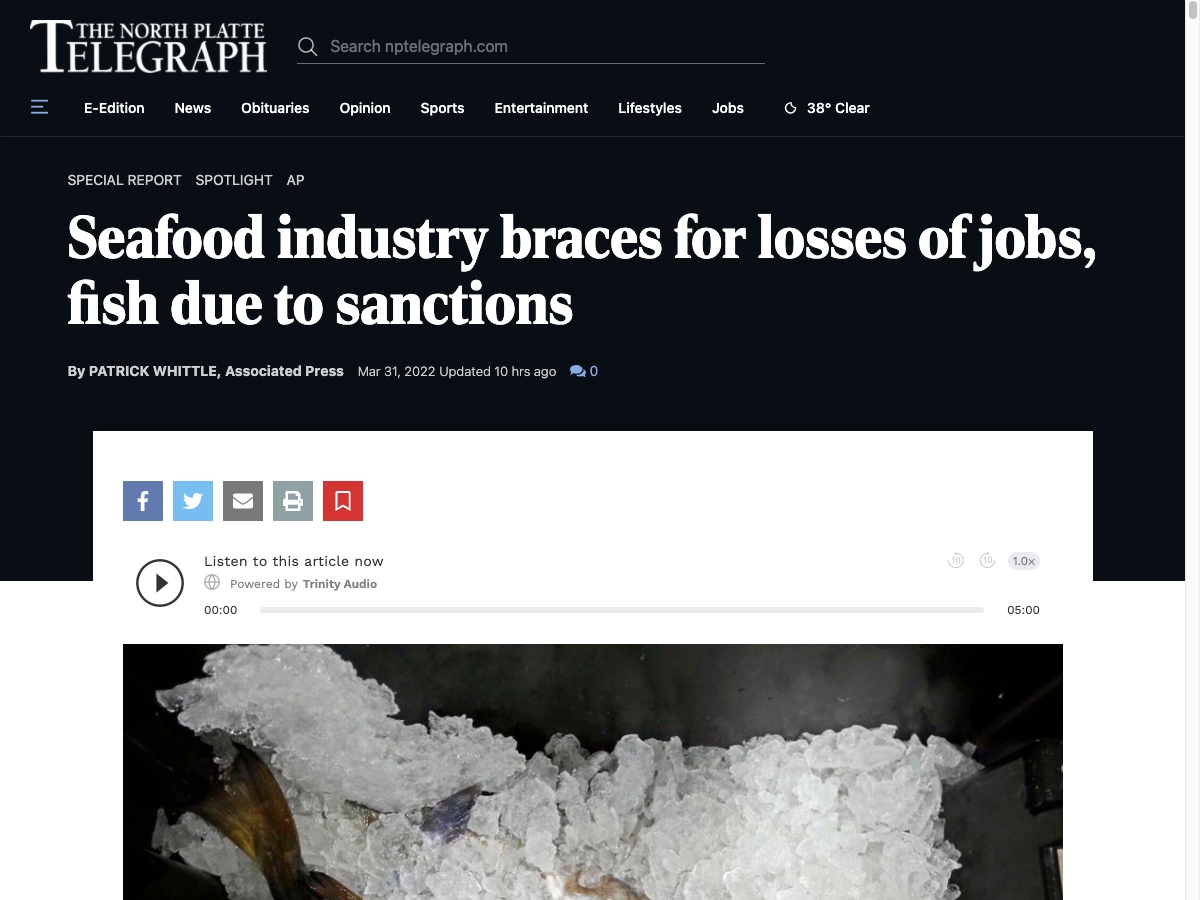 THE NORTH PLATTE
TELEGRAPH
Search nptelegraph.com
E-Edition News Obituaries Opinion Sports Entertainment Lifestyles Jobs 38° Clear
SPECIAL REPORT SPOTLIGHT AP
Seafood industry braces for losses of jobs,
fish due to sanctions
By PATRICK WHITTLE, Associated Press Mar 31, 2022 Updated 10 hrs ago 0
Listen to this article now
10 10 1.0x
Powered by Trinity Audio
00:00 05:00